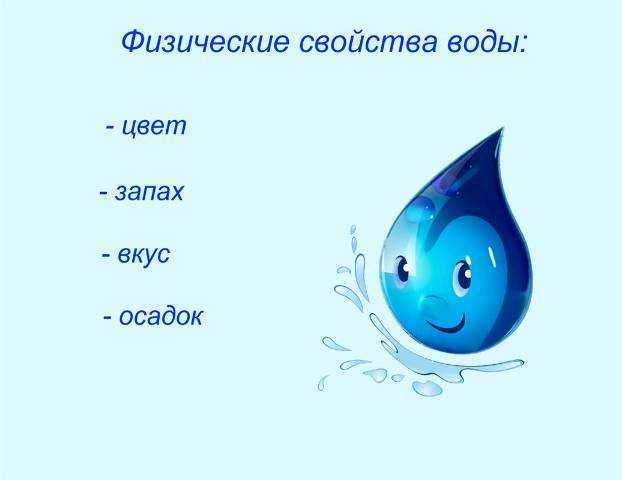 Физические свойства воды:
- цвет
- запах
- вкус
- осадок